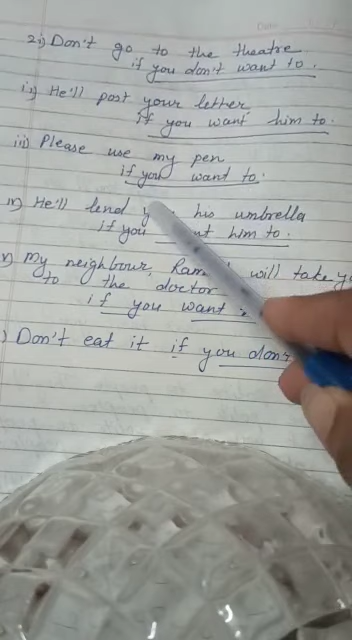 2 i) Don't go to the theatre
if you don't want to.
ii) He'll post your letter
if you want him to.
iii) Please use my pen
if you want to.
iv) He'll lend his umbrella
if you him to.
v) My neighbour, will take
to the doctor
if you want
) Don't eat it if you don't